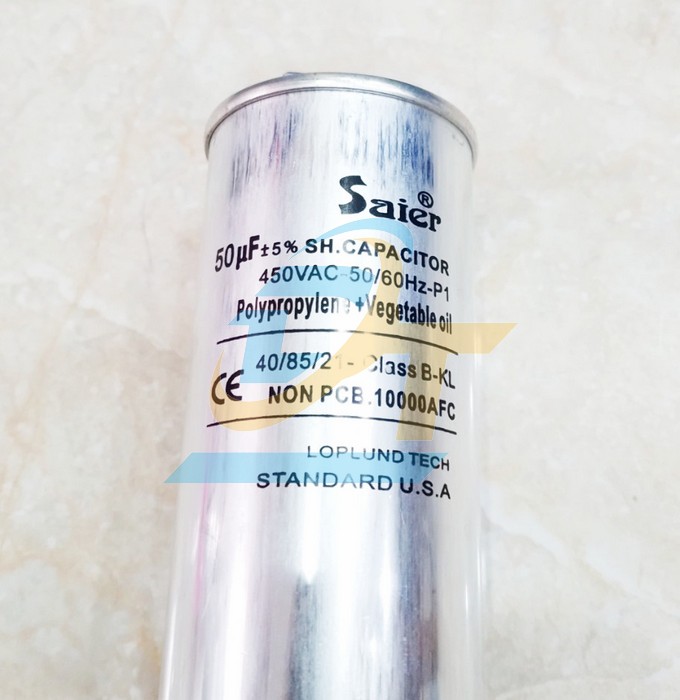 Saier®
50µF±5% SH.CAPACITOR
450VAC-50/60Hz-P1
Polypropylene+Vegetable oil
40/85/21- Class B-KL
CE NON PCB.10000AFC
LOPLUND TECH
STANDARD U.S.A